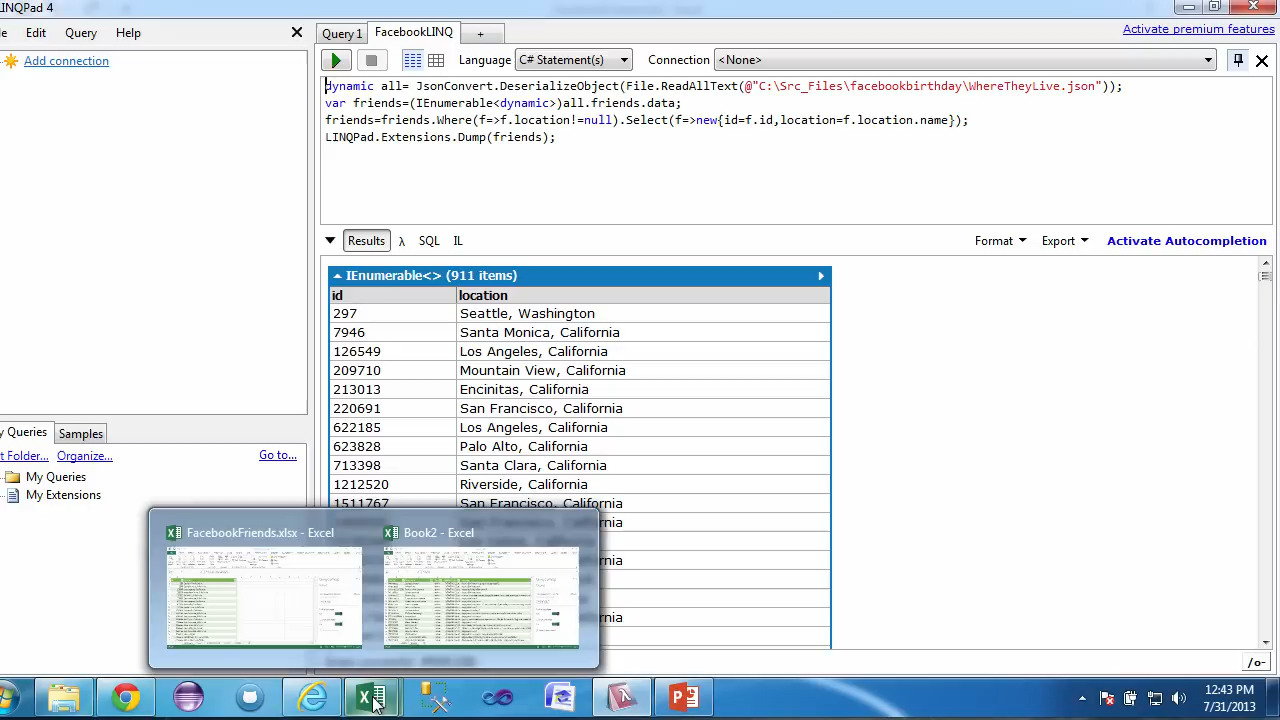 LINQPad 4
Edit Query Help
Add connection
Query 1 FacebookLINQ +
Activate premium features
Language C# Statement(s) Connection <None>
dynamic all= JsonConvert.DeserializeObject(File.ReadAllText(@"C:\Src_Files\facebookbirthday\WhereTheyLive.json"));
var friends=(IEnumerable<dynamic>)all.friends.data;
friends=friends.Where(f=>f.location!=null).Select(f=>new{id=f.id,location=f.location.name});
LINQPad.Extensions.Dump(friends);
Results λ SQL IL
Format Export Activate Autocompletion
IEnumerable<> (911 items)
id location
297 Seattle, Washington
7946 Santa Monica, California
126549 Los Angeles, California
209710 Mountain View, California
213013 Encinitas, California
220691 San Francisco, California
622185 Los Angeles, California
623828 Palo Alto, California
713398 Santa Clara, California
1212520 Riverside, California
1511767 San Francisco, California
Queries Samples
Folder... Organize... Go to...
My Queries
My Extensions
FacebookFriends.xlsx - Excel Book2 - Excel
/o-
12:43 PM
7/31/2013